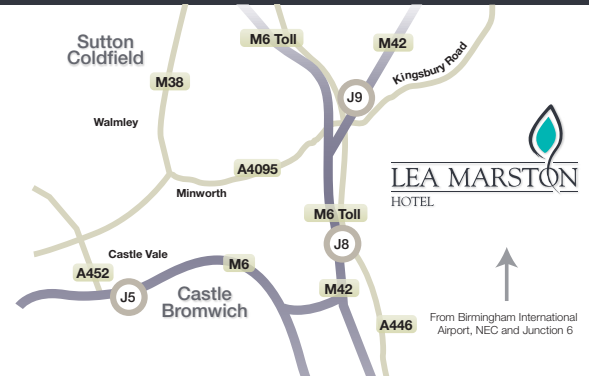 M6 Toll
Sutton
Coldfield
M42
Kingsbury Road
M38
J9
Walmley
A4095
LEA MARSTON
HOTEL
Minworth
M6 Toll
J8
Castle Vale
M6
A452
M42
J5
Castle
Bromwich
A446
From Birmingham International
Airport, NEC and Junction 6